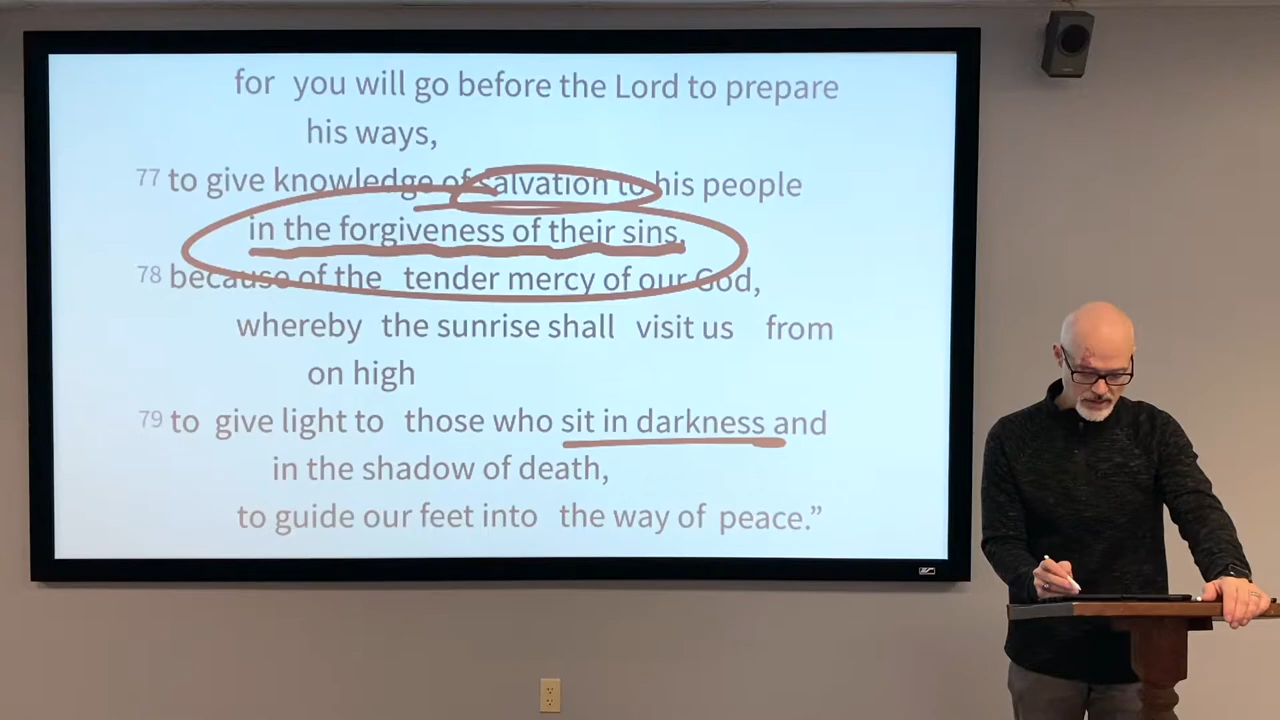 for you will go before the Lord to prepare
his ways,
77 to give knowledge of salvation to his people
in the forgiveness of their sins,
78 because of the tender mercy of our God,
whereby the sunrise shall visit us from
on high
79 to give light to those who sit in darkness and
in the shadow of death,
to guide our feet into the way of peace.”